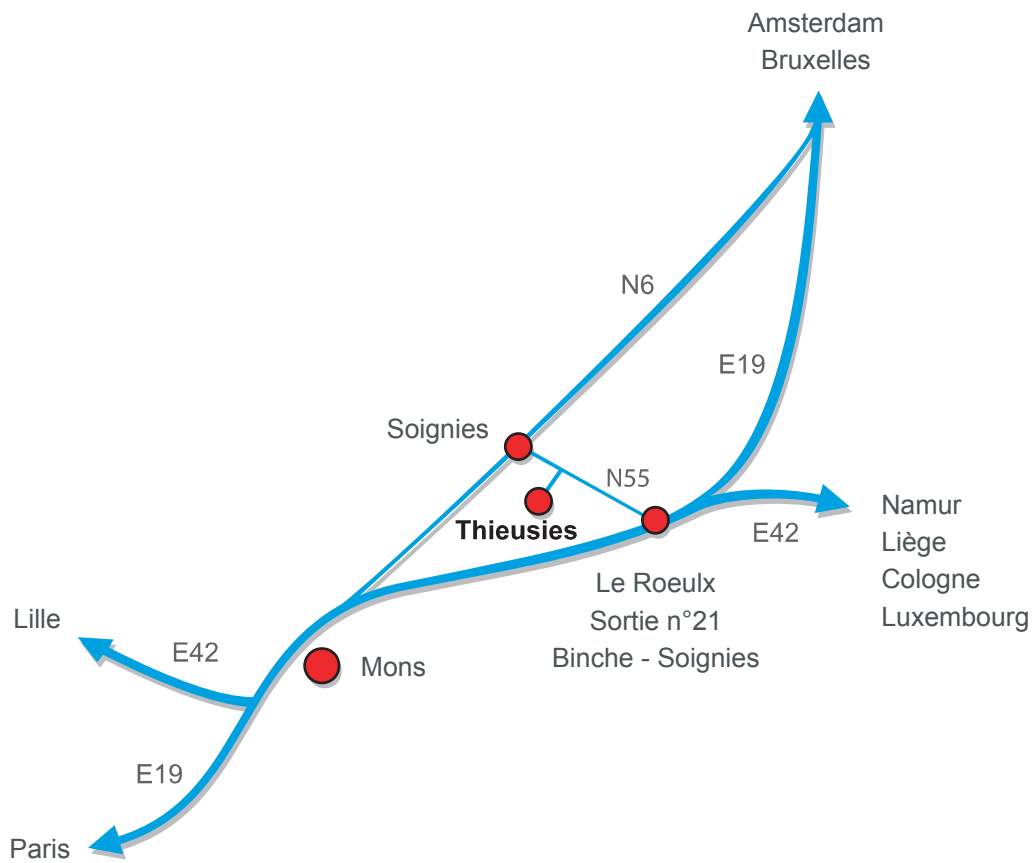 Amsterdam
Bruxelles
N6
E19
Soignies
N55
Thieusies
E42
Namur
Liège
Cologne
Luxembourg
Le Roeulx
Sortie n°21
Binche - Soignies
Lille
E42
Mons
E19
Paris